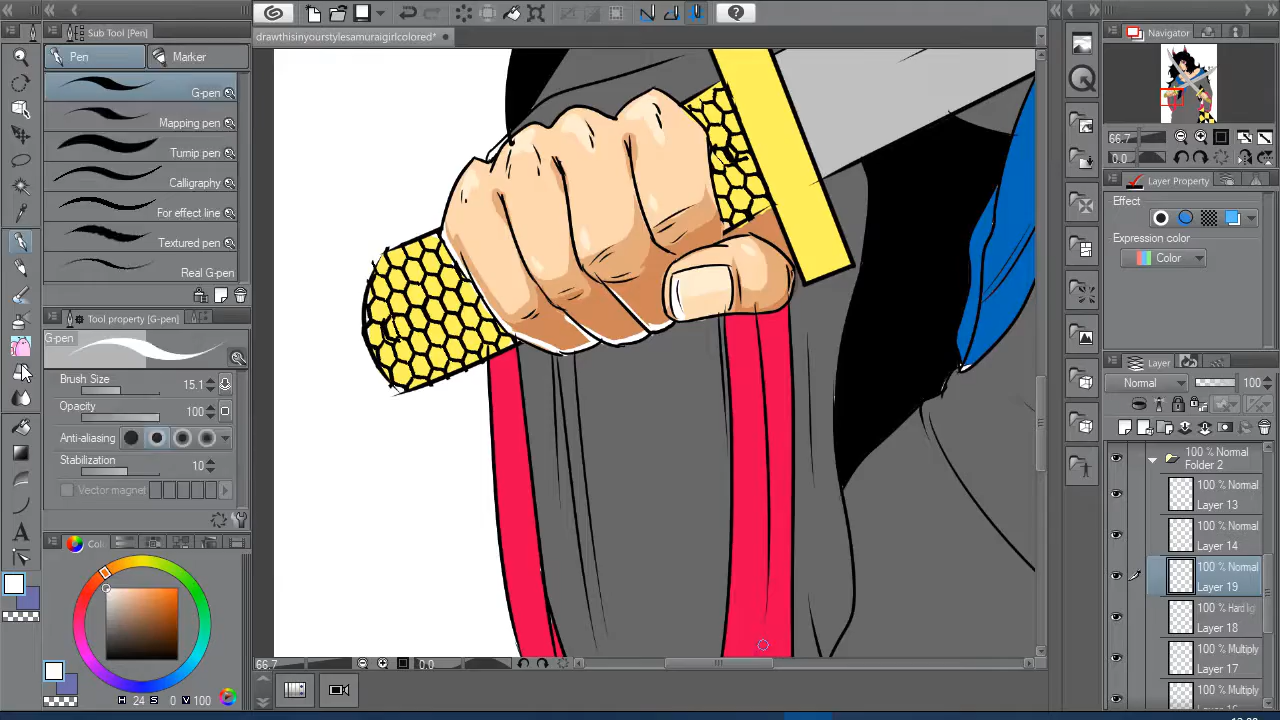 Sub Tool [Pen]
Pen
Marker
G-pen
Mapping pen
Turnip pen
Calligraphy
For effect line
Textured pen
Real G-pen
Tool property [G-pen]
G-pen
Brush Size 15.1
Opacity 100
Anti-aliasing
Stabilization 10
Vector magnet
Col
H 24 S 0 V 100
drawthisinyourstylesamuraigirlcolored*
66.7 0.0
Navigator
66.7
0.0
Layer Property
Effect
Expression color
Color
Layer
Normal 100
100 % Normal
Folder 2
100 % Normal
Layer 13
100 % Normal
Layer 14
100 % Normal
Layer 19
100 % Hard lig
Layer 18
100 % Multiply
Layer 17
100 % Multiply